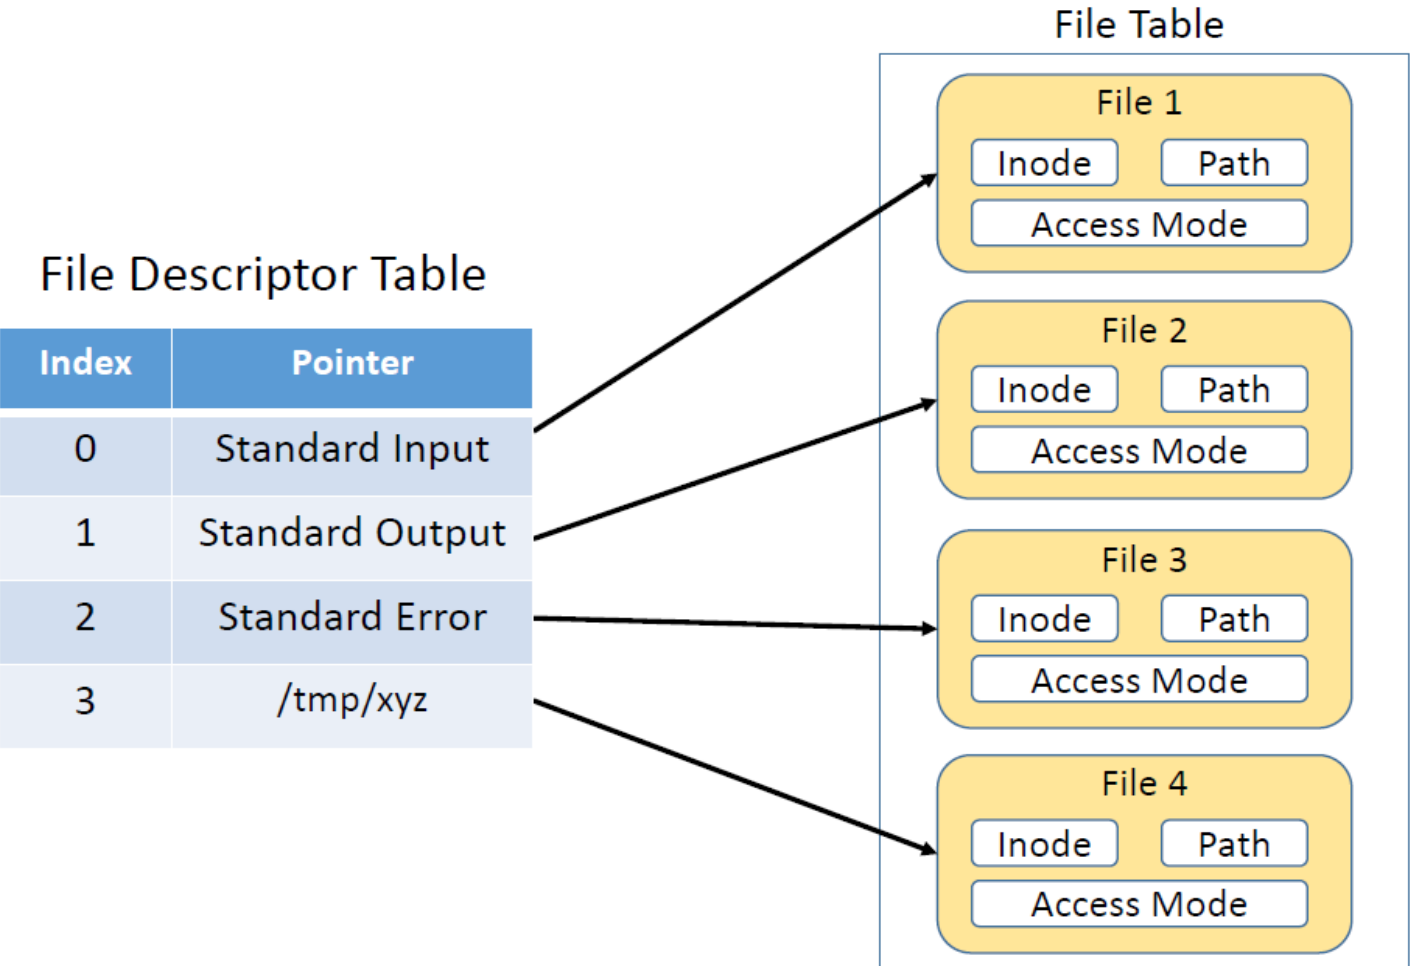 File Table
File 1
Inode Path
Access Mode
File Descriptor Table
Index Pointer
0 Standard Input
1 Standard Output
2 Standard Error
3 /tmp/xyz
File 2
Inode Path
Access Mode
File 3
Inode Path
Access Mode
File 4
Inode Path
Access Mode